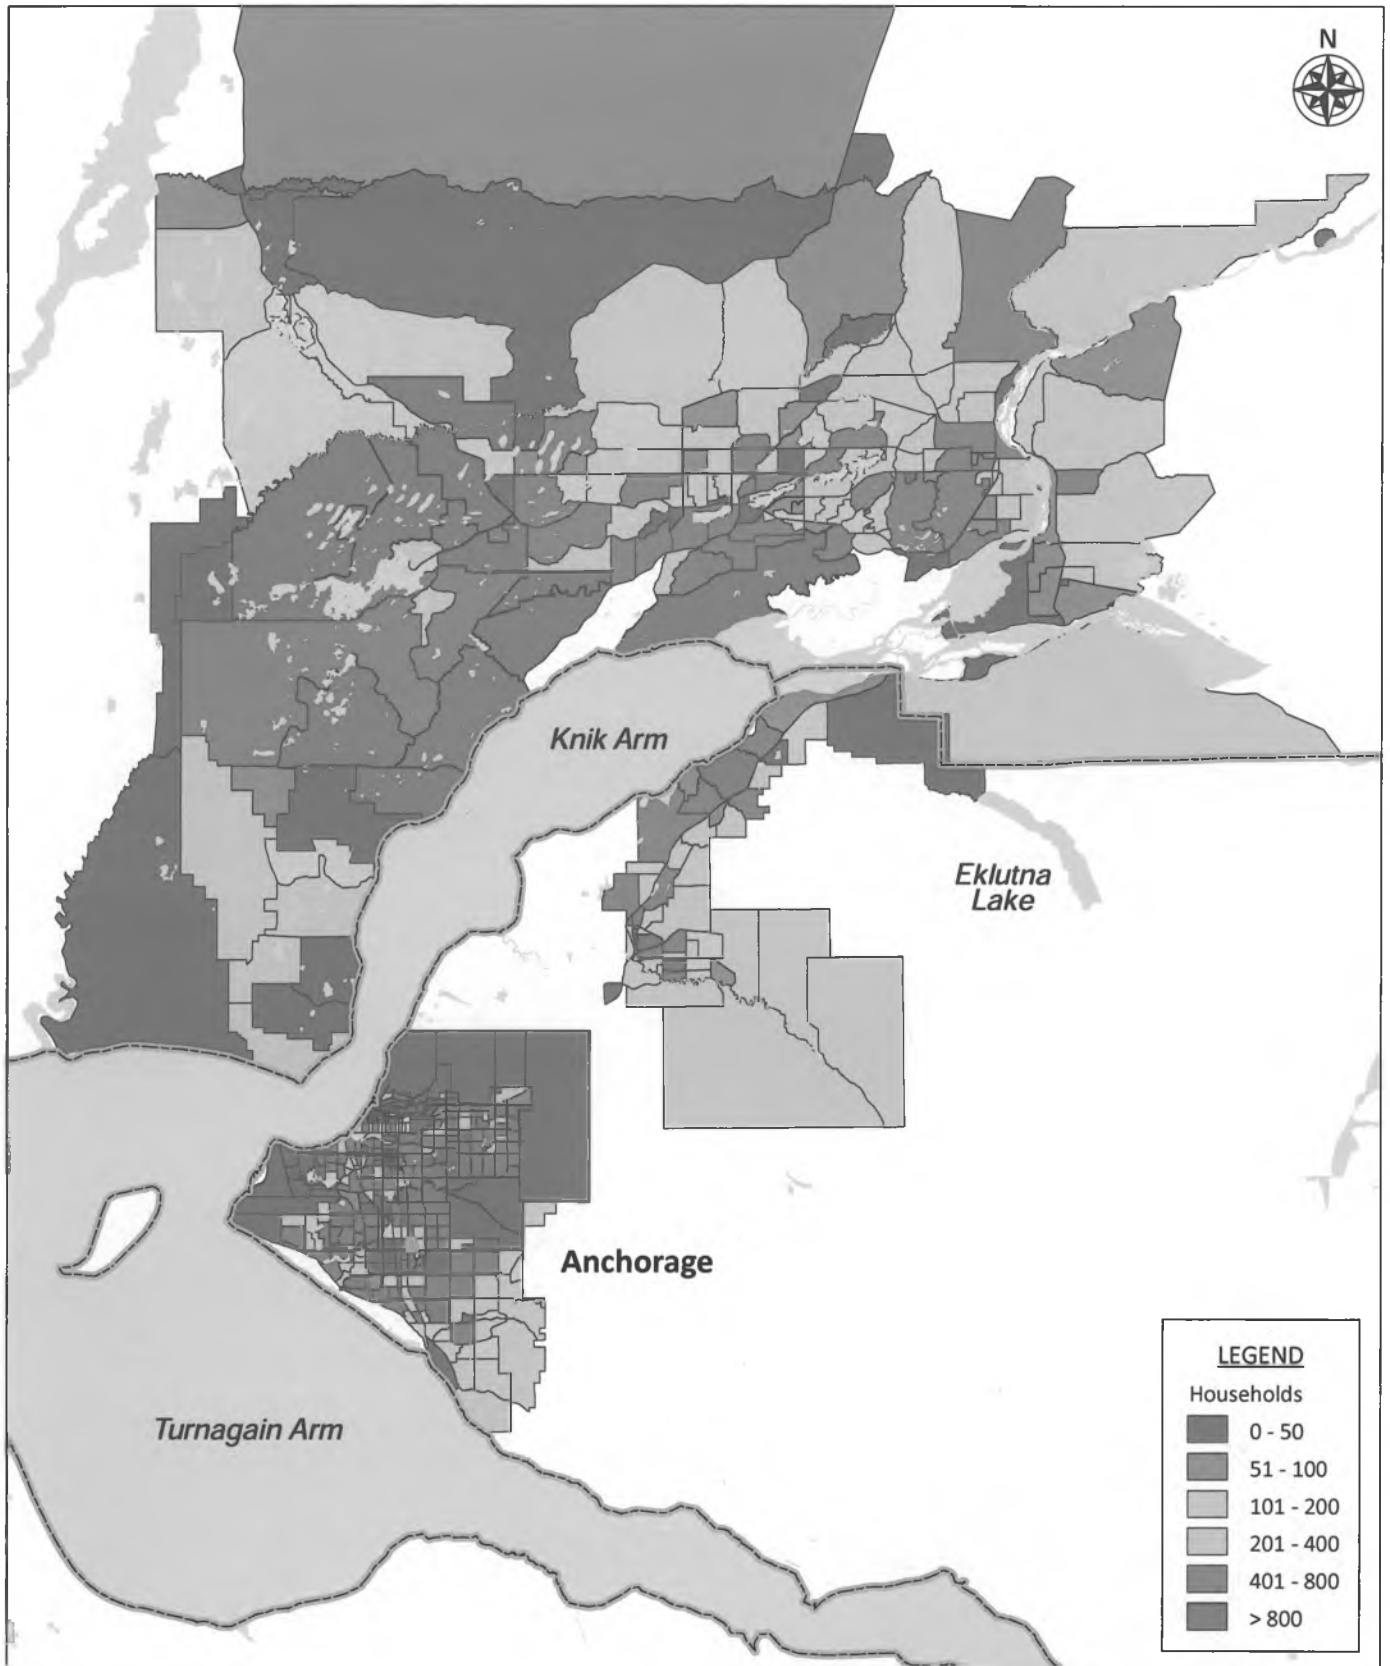 N
Knik Arm
Eklutna
Lake
Anchorage
Turnagain Arm
LEGEND
Households
0 - 50
51 - 100
101 - 200
201 - 400
401 - 800
> 800